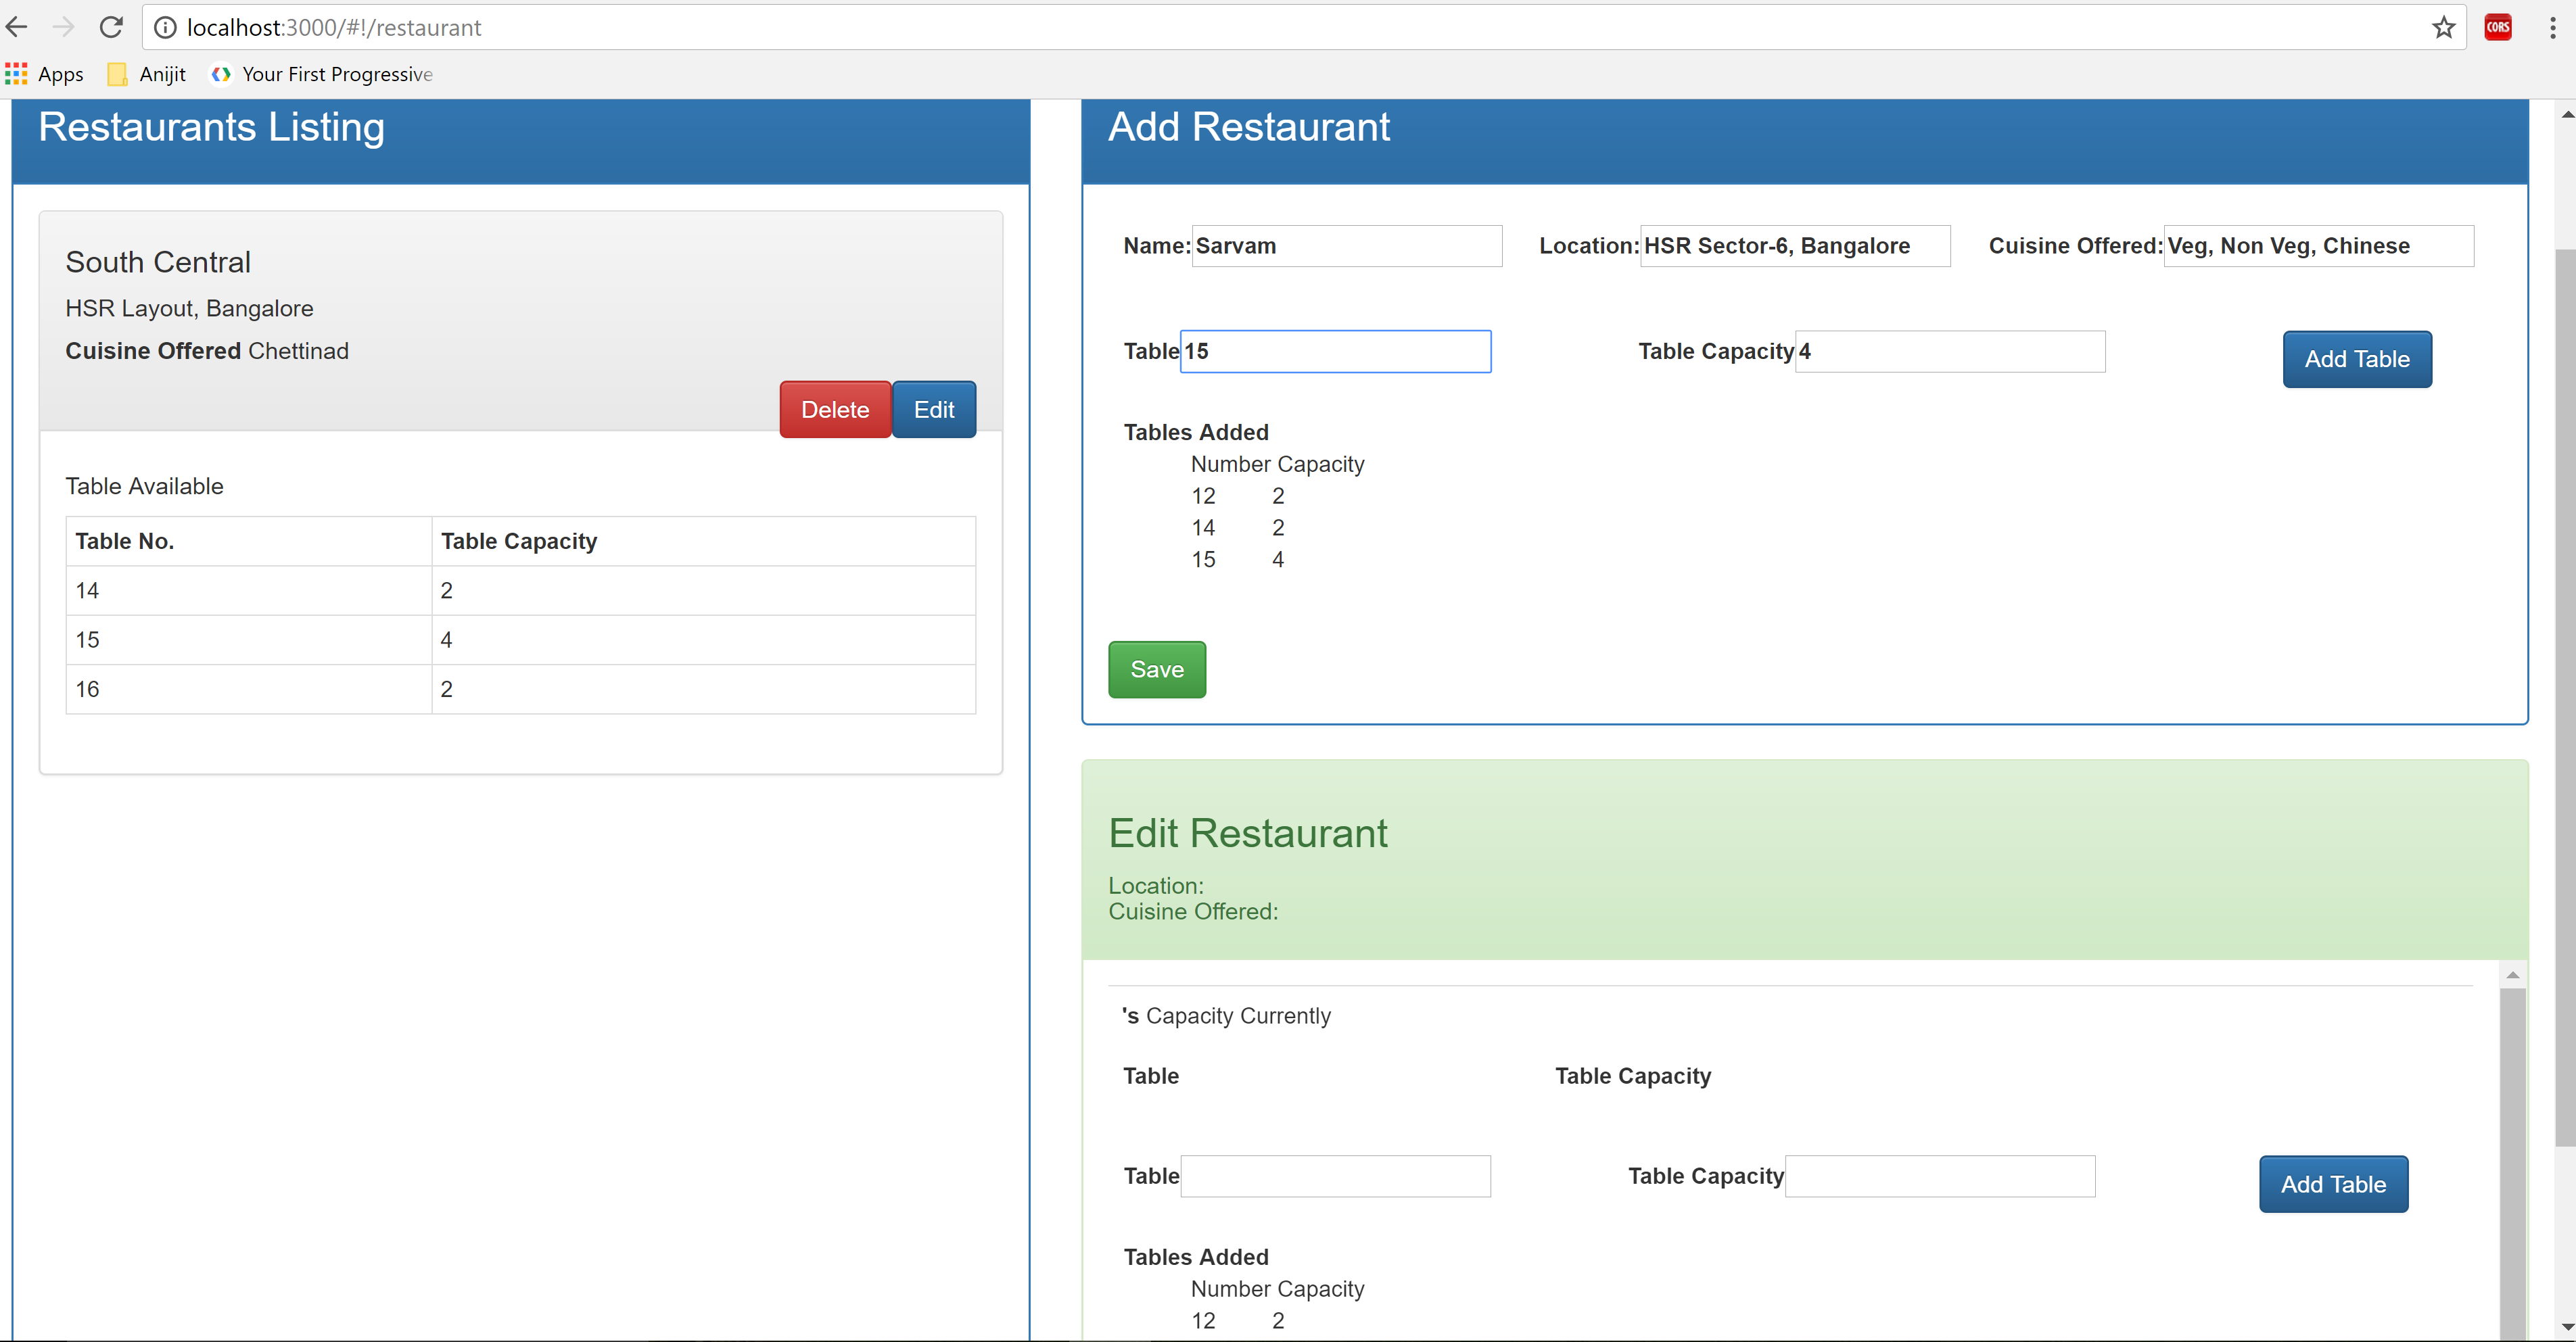 localhost:3000/#!/restaurant
CORS
Apps Anijit Your First Progressive
Restaurants Listing
South Central
HSR Layout, Bangalore
Cuisine Offered Chettinad
Delete Edit
Table Available
Table No. Table Capacity
14 2
15 4
16 2
Add Restaurant
Name: Sarvam Location: HSR Sector-6, Bangalore Cuisine Offered: Veg, Non Veg, Chinese
Table 15 Table Capacity 4 Add Table
Tables Added
Number Capacity
12 2
14 2
15 4
Save
Edit Restaurant
Location:
Cuisine Offered:
's Capacity Currently
Table Table Capacity
Table Table Capacity Add Table
Tables Added
Number Capacity
12 2